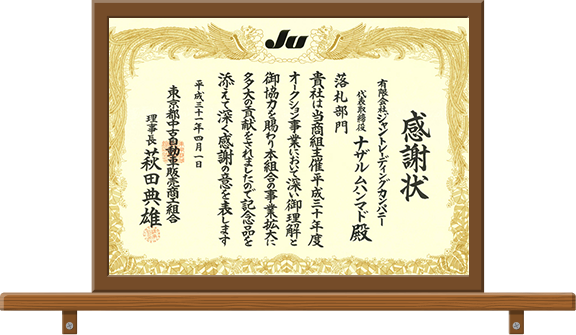 Ju
感謝状
有限会社ジャントレーディングカンパニー
代表取締役 ナザルムハンマド殿
落札部門
貴社は当商組主催平成三十年度
オークション事業において深い御理解と
御協力を賜わり本組合の事業拡大に
多大の貢献をされましたので記念品を
添えて深く感謝の意を表します
平成三十一年四月一日
東京都中古自動車販売商工組合
理事長 萩田典雄